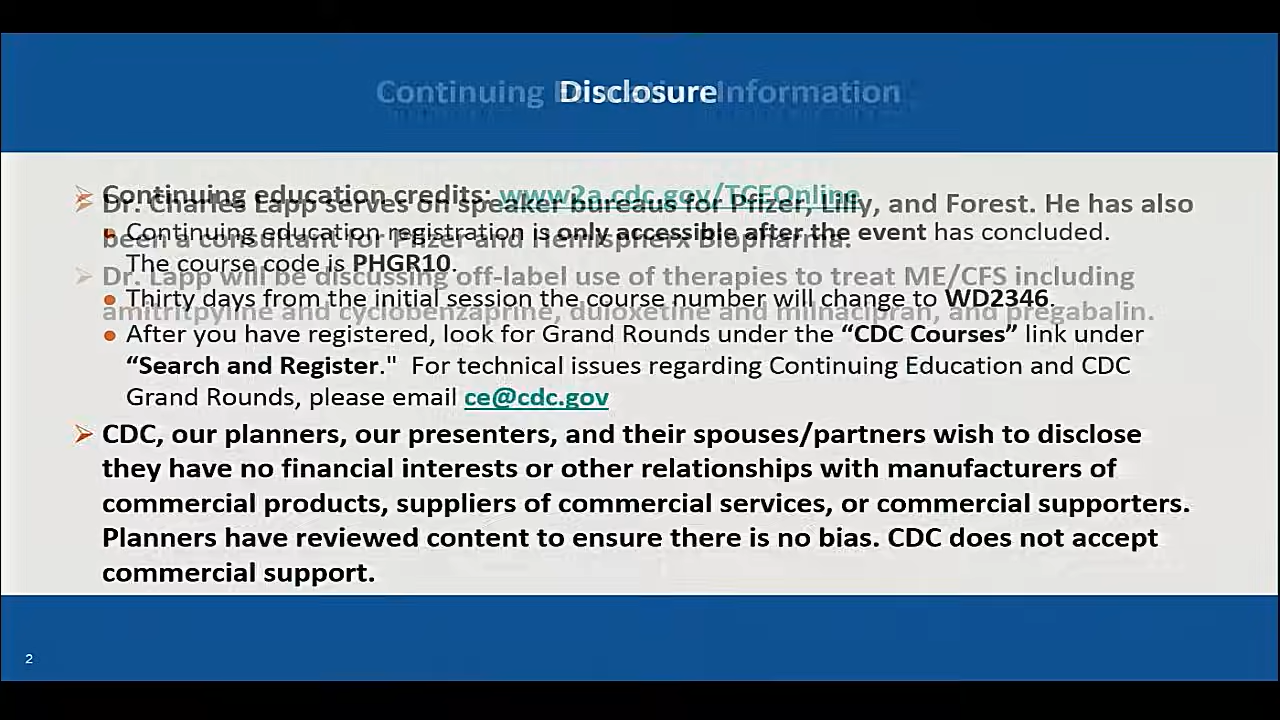 Continuing Education Information
Disclosure
Continuing education credits: www2a.cdc.gov/TCEOnline
Dr. Charles Lapp serves on speaker bureaus for Pfizer, Lilly, and Forest. He has also
been a consultant for Pfizer and Hemispherx Biopharma.
Continuing education registration is only accessible after the event has concluded.
The course code is PHGR10.
Dr. Lapp will be discussing off-label use of therapies to treat ME/CFS including
amitriptyline and cyclobenzaprine, duloxetine and milnacipran, and pregabalin.
Thirty days from the initial session the course number will change to WD2346.
After you have registered, look for Grand Rounds under the “CDC Courses” link under
“Search and Register." For technical issues regarding Continuing Education and CDC
Grand Rounds, please email ce@cdc.gov
CDC, our planners, our presenters, and their spouses/partners wish to disclose
they have no financial interests or other relationships with manufacturers of
commercial products, suppliers of commercial services, or commercial supporters.
Planners have reviewed content to ensure there is no bias. CDC does not accept
commercial support.
2